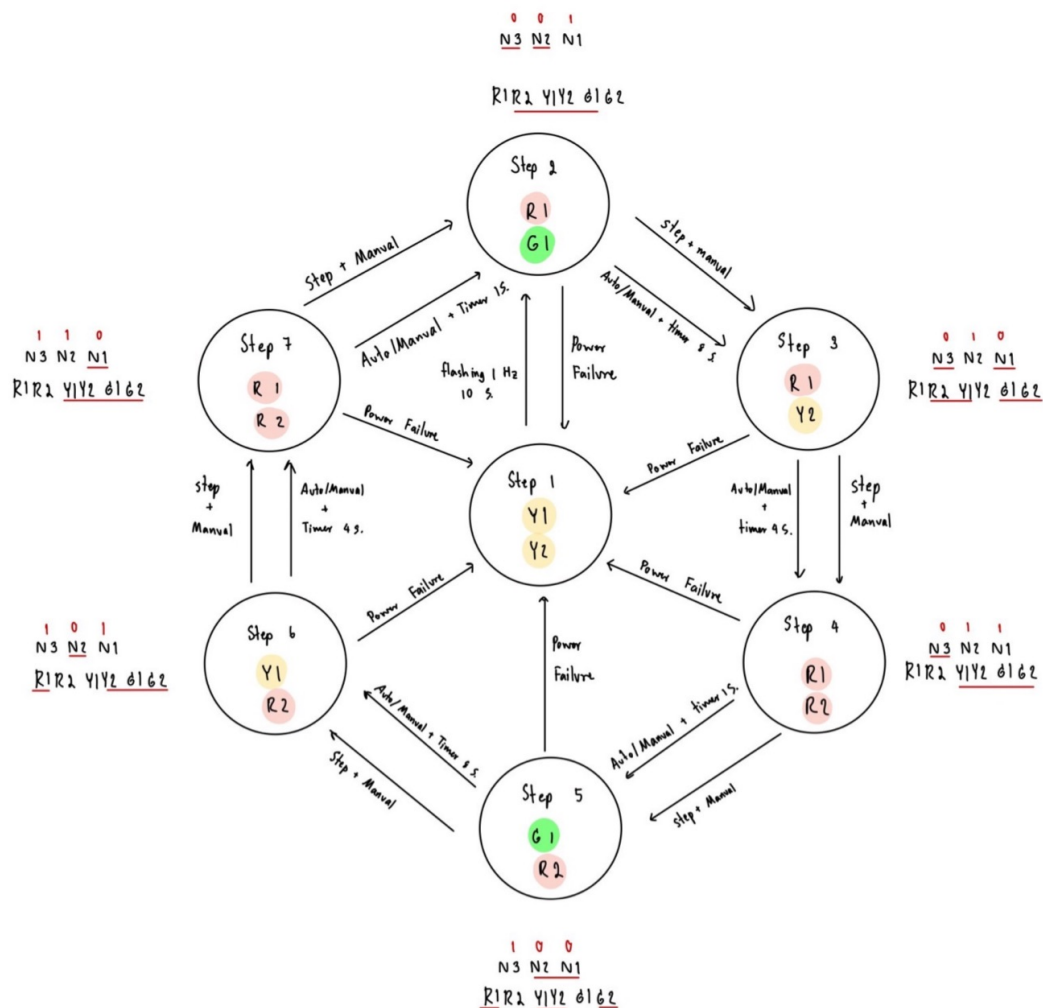 0 0 1
N3 N2 N1
R1R2 Y1Y2 G1G2
Step 2
R1
G1
Step + Manual
Auto/Manual + Timer 1s.
step + manual
Auto/Manual + timer 8 s.
flashing 1 Hz
10 s.
Power
Failure
1 1 0
N3 N2 N1
R1R2 Y1Y2 G1G2
Step 7
R1
R2
Power Failure
Step 3
R1
Y2
0 1 0
N3 N2 N1
R1R2 Y1Y2 G1G2
Power Failure
Step 1
Y1
Y2
step
+
Manual
Auto/Manual
+
Timer 4s.
Auto/Manual
+
timer 4s.
Step
+
Manual
Power Failure
Power Failure
1 0 1
N3 N2 N1
R1R2 Y1Y2 G1G2
Step 6
Y1
R2
Power
Failure
Step 4
R1
R2
0 1 1
N3 N2 N1
R1R2 Y1Y2 G1G2
Auto/Manual + Timer 8 s.
Step + Manual
Auto/Manual + timer 1s.
step + Manual
Step 5
G1
R2
1 0 0
N3 N2 N1
R1R2 Y1Y2 G1G2